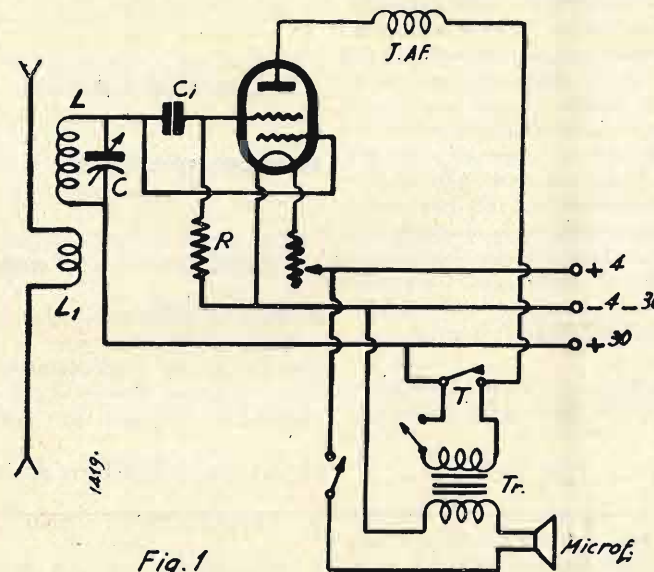 J.AF.
L
C1
C
R
L1
+ 4
- 4 - 30
+ 30
T.
Tr.
Microf.
1419.
Fig. 1